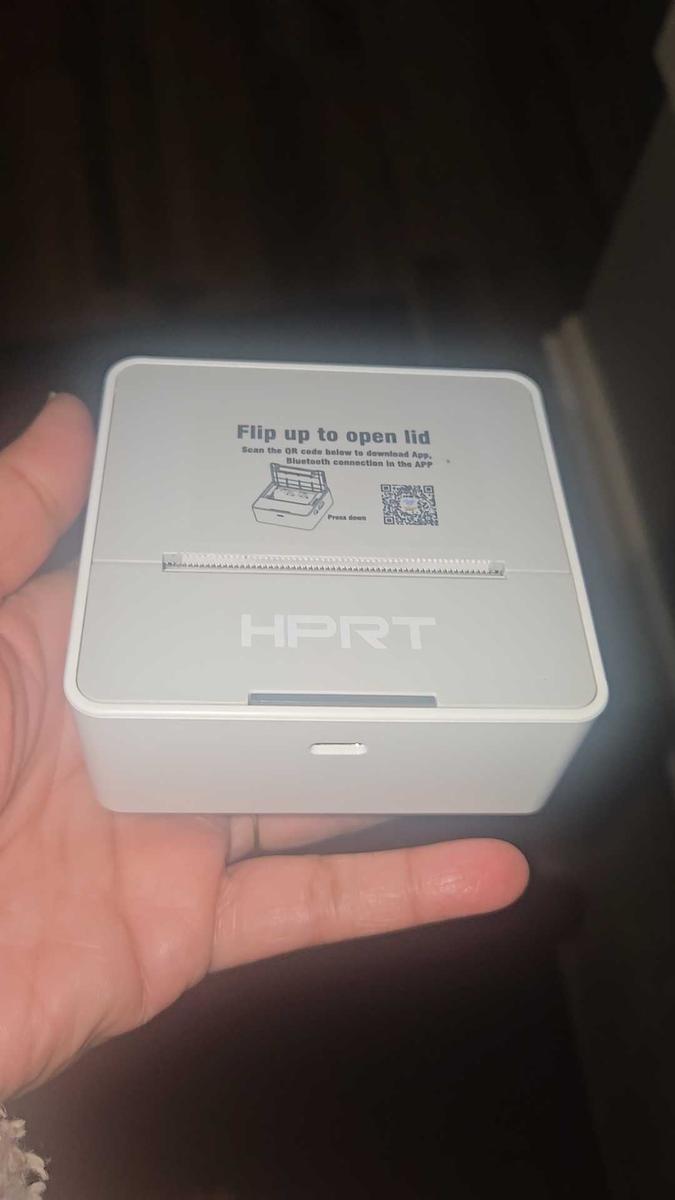 Flip up to open lid
Scan the QR code below to download App,
Bluetooth connection in the APP
Press down
HPRT